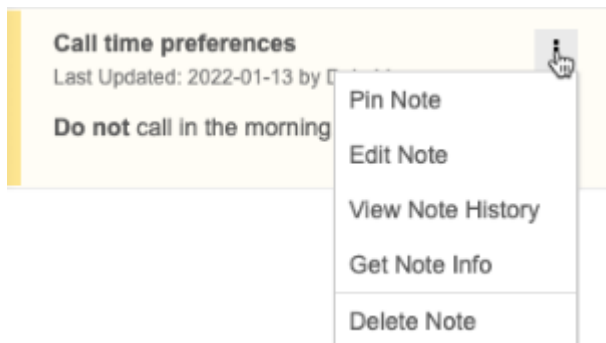 Call time preferences
Last Updated: 2022-01-13 by
Do not call in the morning
Pin Note
Edit Note
View Note History
Get Note Info
Delete Note